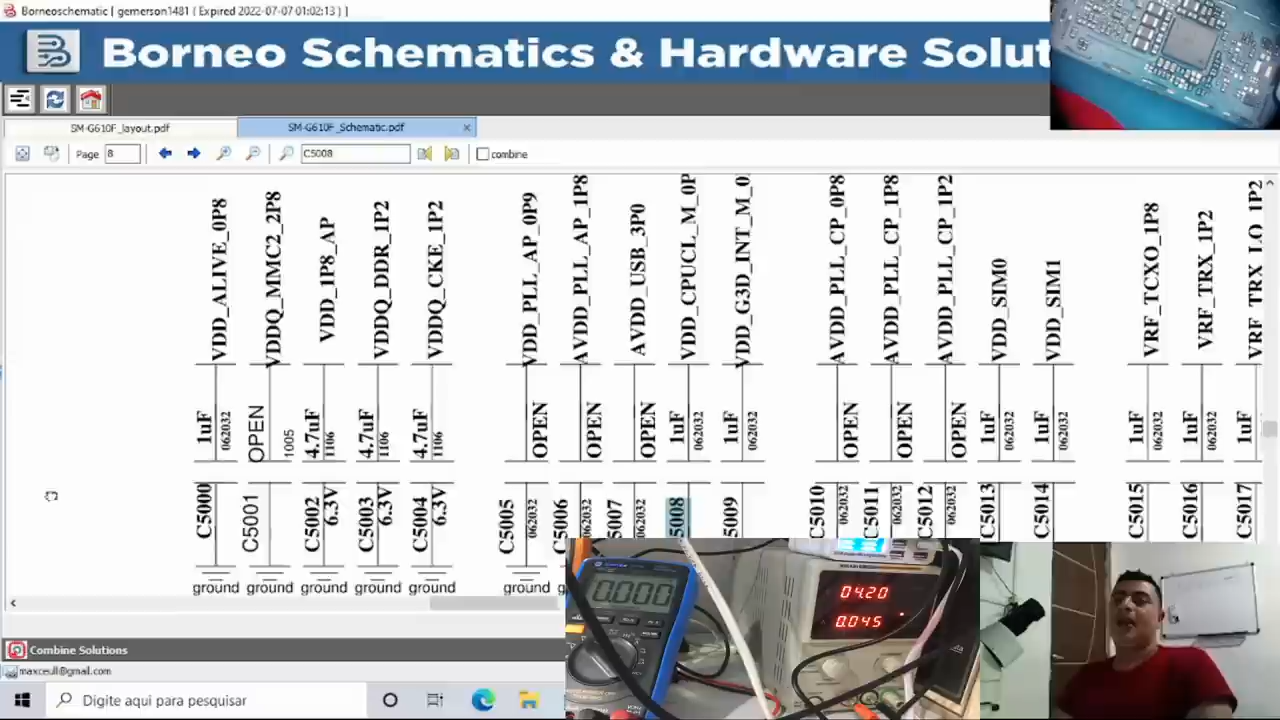 Borneoschematic [ gemerson1481 ( Expired 2022-07-07 01:02:13 ) ]
Borneo Schematics & Hardware Solut
SM-G610F_layout.pdf
SM-G610F_Schematic.pdf
Page 8
C5008
combine
VDD_ALIVE_0P8
VDDQ_MMC2_2P8
VDD_1P8_AP
VDDQ_DDR_1P2
VDDQ_CKE_1P2
VDD_PLL_AP_0P9
AVDD_PLL_AP_1P8
AVDD_USB_3P0
VDD_CPUCL_M_0P
VDD_G3D_INT_M_0
AVDD_PLL_CP_0P8
AVDD_PLL_CP_1P8
AVDD_PLL_CP_1P2
VDD_SIM0
VDD_SIM1
VRF_TCXO_1P8
VRF_TRX_1P2
VRF_TRX_LO_1P2
1uF 062032
OPEN 1005
4.7uF 1106
4.7uF 1106
4.7uF 1106
OPEN
OPEN
OPEN
1uF 062032
1uF 062032
OPEN
OPEN
OPEN
1uF 062032
1uF 062032
1uF 062032
1uF 062032
1uF
C5000
C5001
C5002 6.3V
C5003 6.3V
C5004 6.3V
C5005 062032
C5006 062032
5007 062032
5008
5009
C5010 062032
C5011 062032
C5012 062032
C5013
C5014
C5015
C5016
C5017
ground ground ground ground ground ground
0.000
04.20
0.045
Combine Solutions
maxceull@gmail.com
Digite aqui para pesquisar